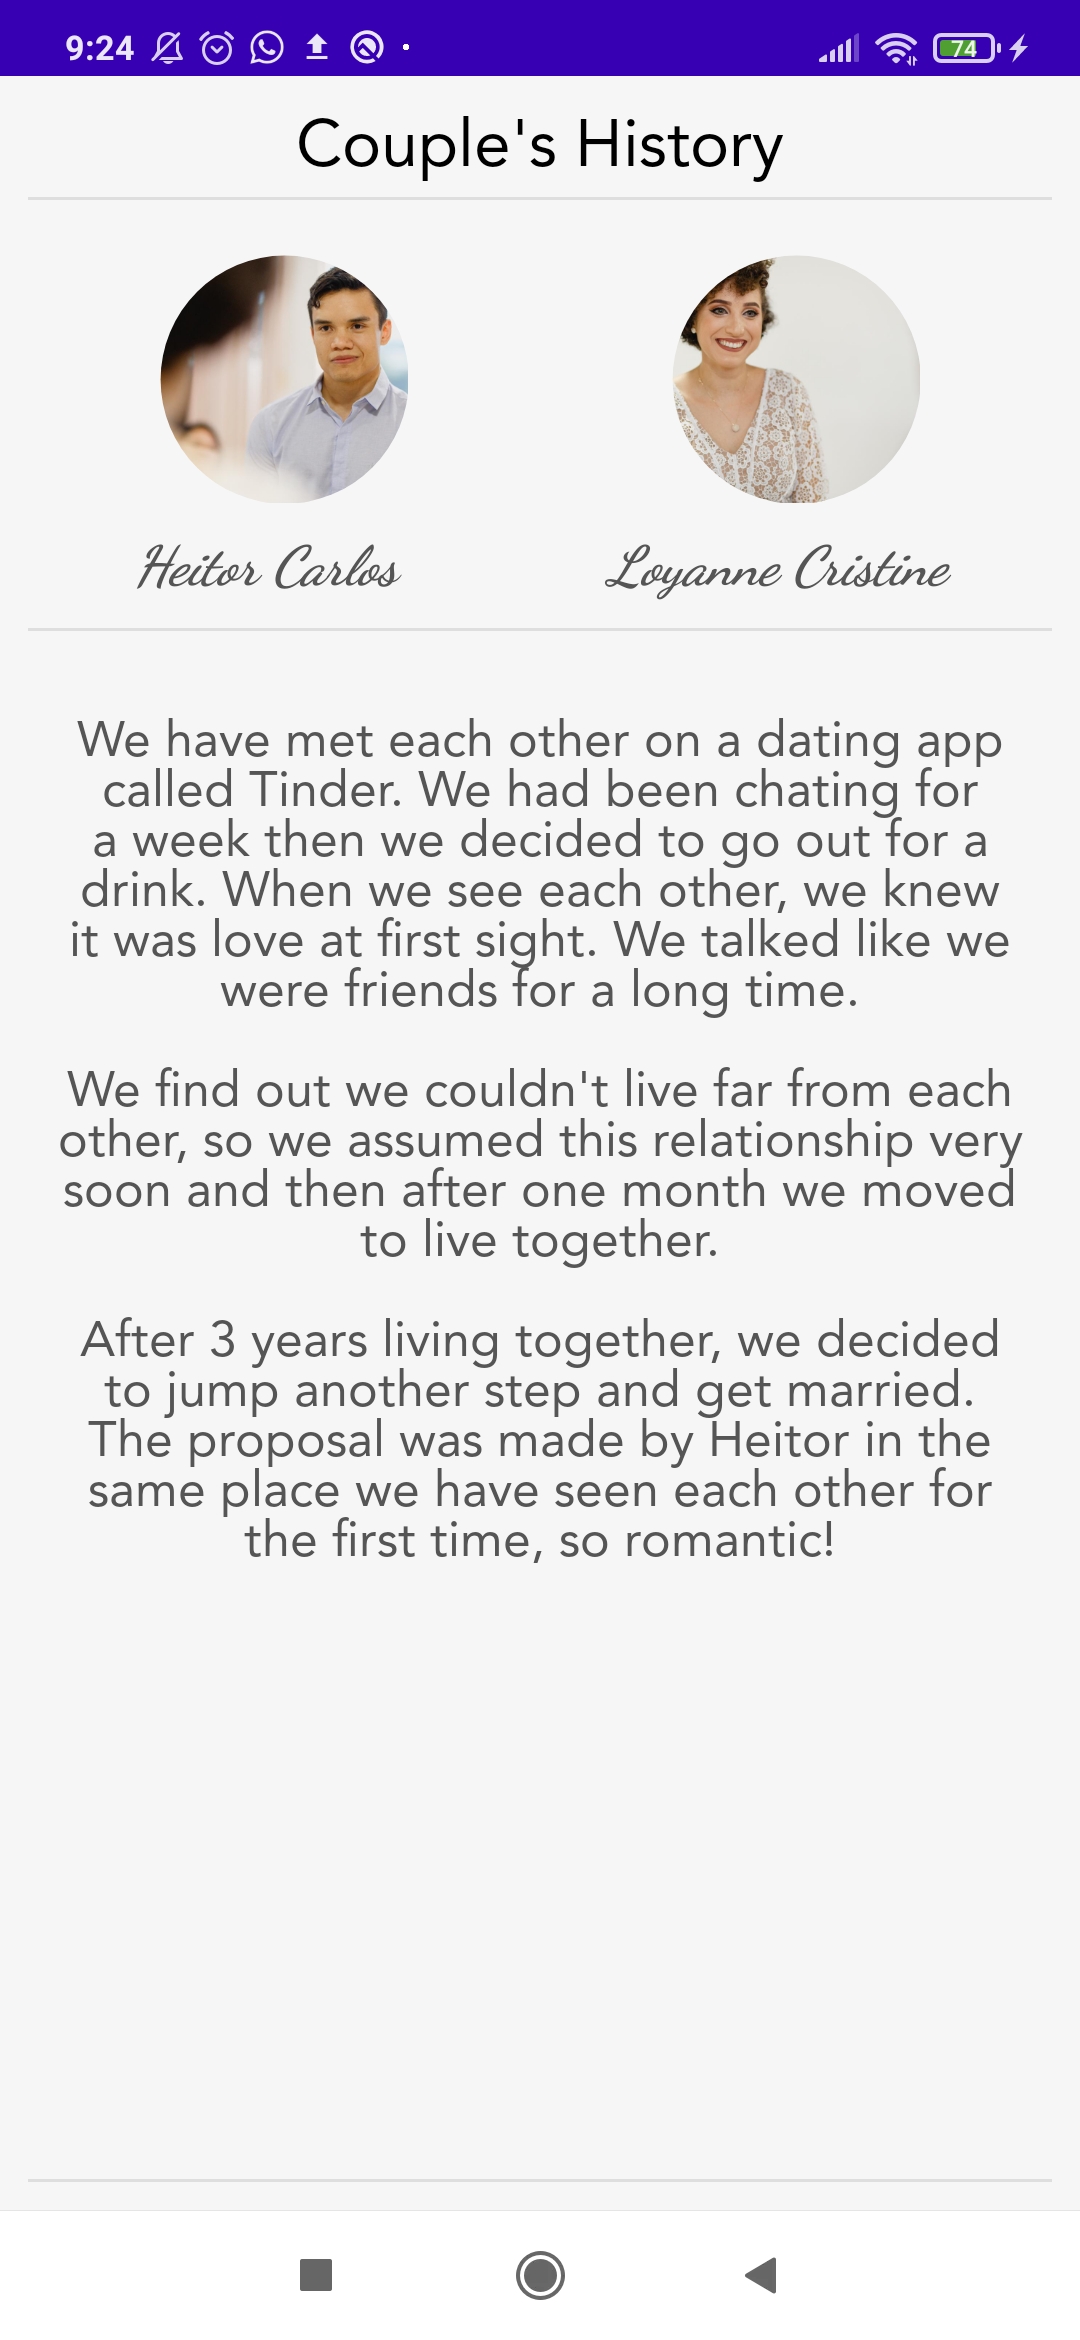 9:24
74
Couple's History
Heitor Carlos
Loyanne Cristine
We have met each other on a dating app
called Tinder. We had been chating for
a week then we decided to go out for a
drink. When we see each other, we knew
it was love at first sight. We talked like we
were friends for a long time.
We find out we couldn't live far from each
other, so we assumed this relationship very
soon and then after one month we moved
to live together.
After 3 years living together, we decided
to jump another step and get married.
The proposal was made by Heitor in the
same place we have seen each other for
the first time, so romantic!